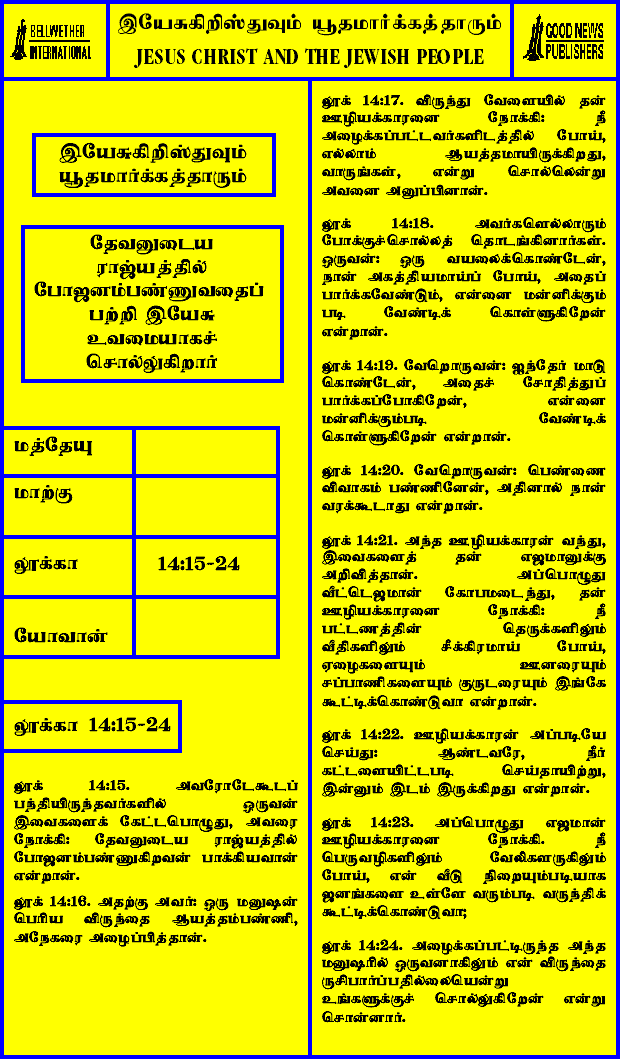 BELLWETHER
INTERNATIONAL
இயேசுகிறிஸ்துவும் யூதமார்க்கத்தாரும்
JESUS CHRIST AND THE JEWISH PEOPLE
GOOD NEWS
PUBLISHERS
இயேசுகிறிஸ்துவும்
யூதமார்க்கத்தாரும்
தேவனுடைய
ராஜ்யத்தில்
போஜனம்பண்ணுவதைப்
பற்றி இயேசு
உவமையாகச்
சொல்லுகிறார்
மத்தேயு
மாற்கு
லூக்கா 14:15-24
யோவான்
லூக்கா 14:15-24
லூக் 14:15. அவரோடேகூடப்
பந்தியிருந்தவர்களில் ஒருவன்
இவைகளைக் கேட்டபொழுது, அவரை
நோக்கி: தேவனுடைய ராஜ்யத்தில்
போஜனம்பண்ணுகிறவன் பாக்கியவான்
என்றான்.
லூக் 14:16. அதற்கு அவர்: ஒரு மனுஷன்
பெரிய விருந்தை ஆயத்தம்பண்ணி,
அநேகரை அழைப்பித்தான்.
லூக் 14:17. விருந்து வேளையில் தன்
ஊழியக்காரனை நோக்கி: நீ
அழைக்கப்பட்டவர்களிடத்தில் போய்,
எல்லாம் ஆயத்தமாயிருக்கிறது,
வாருங்கள், என்று சொல்லென்று
அவனை அனுப்பினான்.
லூக் 14:18. அவர்களெல்லாரும்
போக்குச்சொல்லத் தொடங்கினார்கள்.
ஒருவன்: ஒரு வயலைக்கொண்டேன்,
நான் அகத்தியமாய்ப் போய், அதைப்
பார்க்கவேண்டும், என்னை மன்னிக்கும்
படி வேண்டிக் கொள்ளுகிறேன்
என்றான்.
லூக் 14:19. வேறொருவன்: ஐந்தேர் மாடு
கொண்டேன், அதைச் சோதித்துப்
பார்க்கப்போகிறேன், என்னை
மன்னிக்கும்படி வேண்டிக்
கொள்ளுகிறேன் என்றான்.
லூக் 14:20. வேறொருவன்: பெண்ணை
விவாகம் பண்ணினேன், அதினால் நான்
வரக்கூடாது என்றான்.
லூக் 14:21. அந்த ஊழியக்காரன் வந்து,
இவைகளைத் தன் எஜமானுக்கு
அறிவித்தான். அப்பொழுது
வீட்டெஜமான் கோபமடைந்து, தன்
ஊழியக்காரனை நோக்கி: நீ
பட்டணத்தின் தெருக்களிலும்
வீதிகளிலும் சீக்கிரமாய் போய்,
ஏழைகளையும் ஊனரையும்
சப்பாணிகளையும் குருடரையும் இங்கே
கூட்டிக்கொண்டுவா என்றான்.
லூக் 14:22. ஊழியக்காரன் அப்படியே
செய்து: ஆண்டவரே, நீர்
கட்டளையிட்டபடி செய்தாயிற்று,
இன்னும் இடம் இருக்கிறது என்றான்.
லூக் 14:23. அப்பொழுது எஜமான்
ஊழியக்காரனை நோக்கி. நீ
பெருவழிகளிலும் வேலிகளருகிலும்
போய், என் வீடு நிறையும்படியாக
ஜனங்களை உள்ளே வரும்படி வருந்திக்
கூட்டிக்கொண்டுவா;
லூக் 14:24. அழைக்கப்பட்டிருந்த அந்த
மனுஷரில் ஒருவனாகிலும் என் விருந்தை
ருசிபார்ப்பதில்லையென்று
உங்களுக்குச் சொல்லுகிறேன் என்று
சொன்னார்.